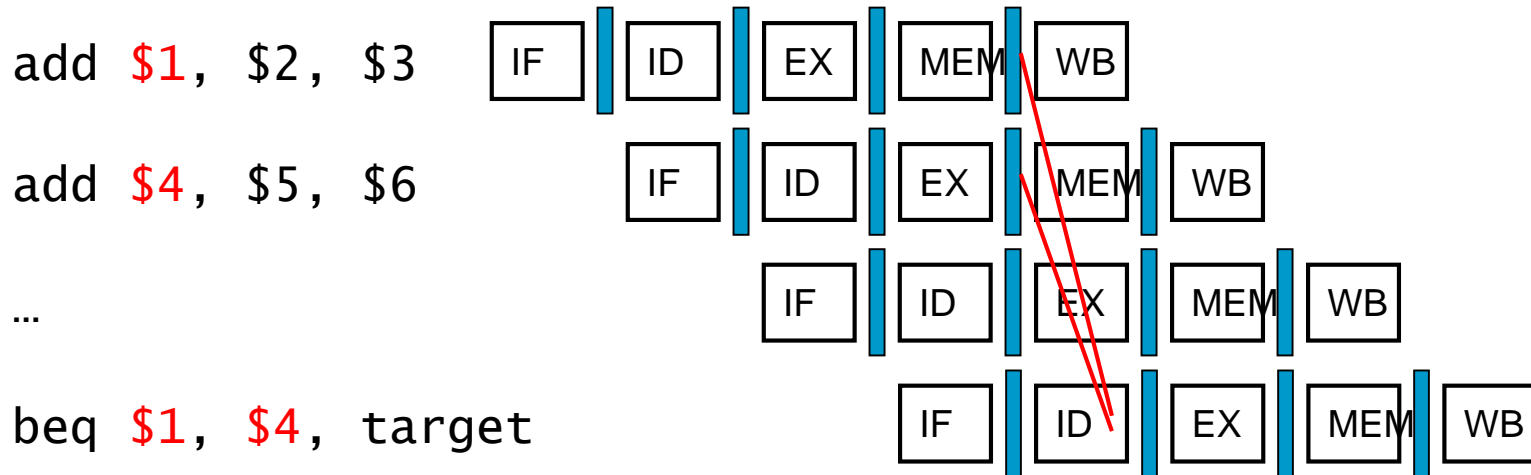 add $1, $2, $3 IF ID EX MEM WB
add $4, $5, $6 IF ID EX MEM WB
… IF ID EX MEM WB
beq $1, $4, target IF ID EX MEM WB